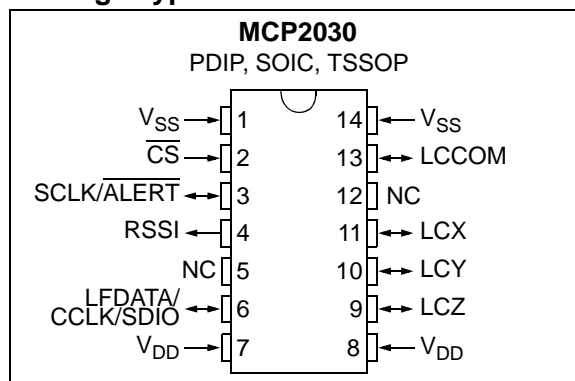 MCP2030
PDIP, SOIC, TSSOP
VSS 1 14 VSS
CS 2 13 LCCOM
SCLK/ALERT 3 12 NC
RSSI 4 11 LCX
NC 5 10 LCY
LFDATA/
CCLK/SDIO 6 9 LCZ
VDD 7 8 VDD